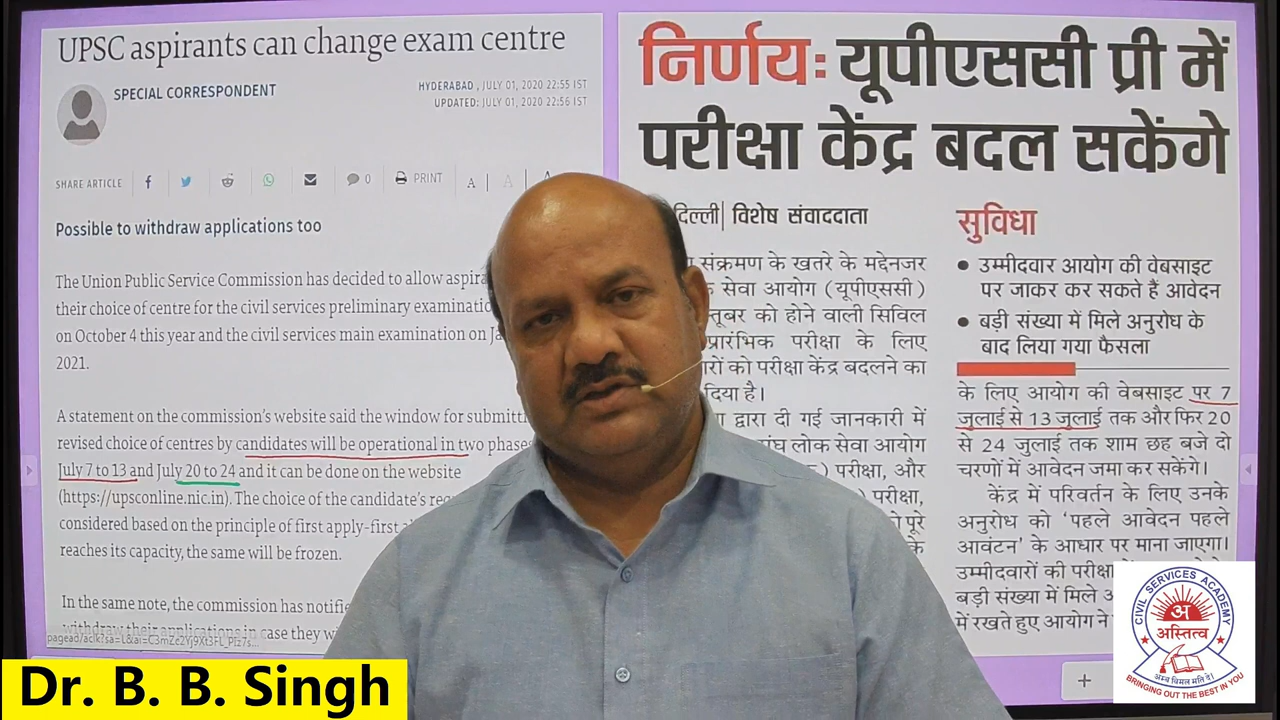 UPSC aspirants can change exam centre
SPECIAL CORRESPONDENT
HYDERABAD , JULY 01, 2020 22:55 IST
UPDATED: JULY 01, 2020 22:56 IST
SHARE ARTICLE
0
PRINT
A
A
Possible to withdraw applications too
The Union Public Service Commission has decided to allow
their choice of centre for the civil services preliminary
on October 4 this year and the civil services main examination on
2021.
A statement on the commission's website said the window for
revised choice of centres by candidates will be operational in two
July 7 to 13 and July 20 to 24 and it can be done on the website
(https://upsconline.nic.in). The choice of the candidate's
considered based on the principle of first apply-first
reaches its capacity, the same will be frozen.
In the same note, the commission has
withdraw their applications in case they
निर्णयः यूपीएससी प्री में
परीक्षा केंद्र बदल सकेंगे
दिल्ली | विशेष संवाददाता
संक्रमण के खतरे के मद्देनजर
सेवा आयोग (यूपीएससी)
को होने वाली सिविल
परीक्षा के लिए
को परीक्षा केंद्र बदलने का
दिया है।
द्वारा दी गई जानकारी में
लोक सेवा आयोग
परीक्षा, और
परीक्षा,
पूरे
के
सुविधा
• उम्मीदवार आयोग की वेबसाइट
पर जाकर कर सकते हैं आवेदन
• बड़ी संख्या में मिले अनुरोध के
बाद लिया गया फैसला
के लिए आयोग की वेबसाइट पर 7
जुलाई से 13 जुलाई तक और फिर 20
से 24 जुलाई तक शाम छह बजे दो
चरणों में आवेदन जमा कर सकेंगे।
केंद्र में परिवर्तन के लिए उनके
अनुरोध को 'पहले आवेदन पहले
आवंटन' के आधार पर माना जाएगा।
उम्मीदवारों की
बड़ी संख्या में मिले
में रखते हुए आयोग ने
CIVIL SERVICES ACADEMY
अ
अस्तित्व
BRINGING OUT THE BEST IN YOU
Dr. B. B. Singh